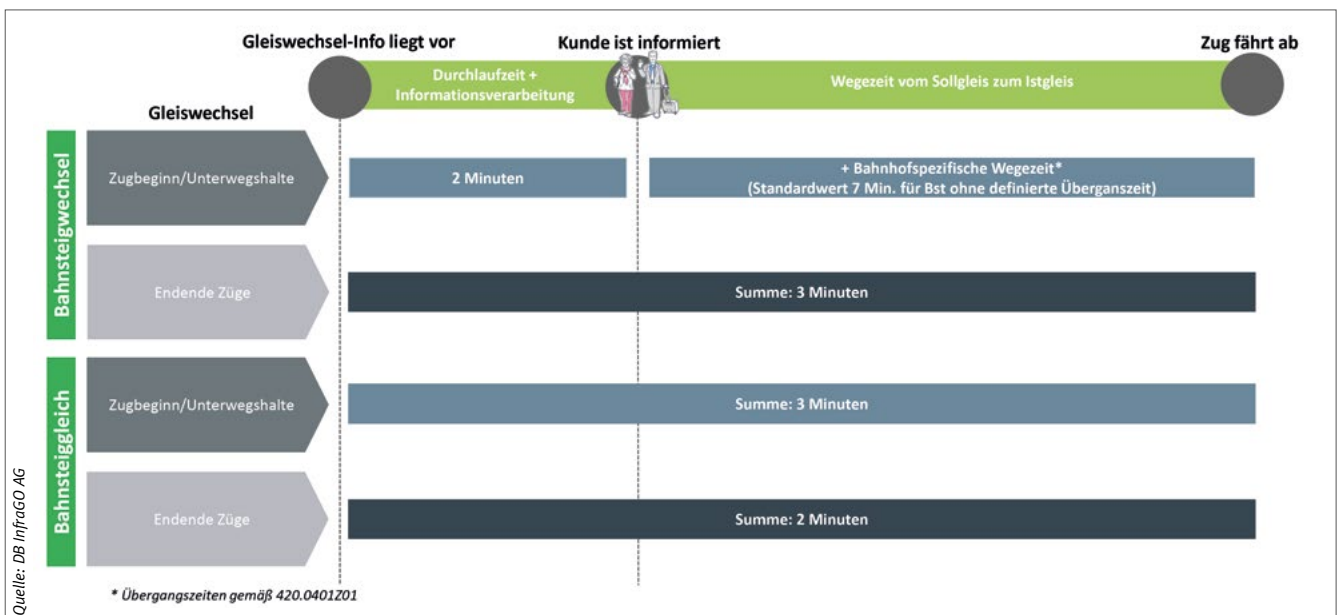 Gleiswechsel-Info liegt vor
Kunde ist informiert
Zug fährt ab
Durchlaufzeit +
Informationsverarbeitung
Wegezeit vom Sollgleis zum Istgleis
Gleiswechsel
Bahnsteigwechsel
Zugbeginn/Unterwegshalte
2 Minuten
+ Bahnhofspezifische Wegezeit*
(Standardwert 7 Min. für Bst ohne definierte Überganszeit)
Endende Züge
Summe: 3 Minuten
Bahnsteiggleich
Zugbeginn/Unterwegshalte
Summe: 3 Minuten
Endende Züge
Summe: 2 Minuten
* Übergangszeiten gemäß 420.0401Z01
Quelle: DB InfraGO AG